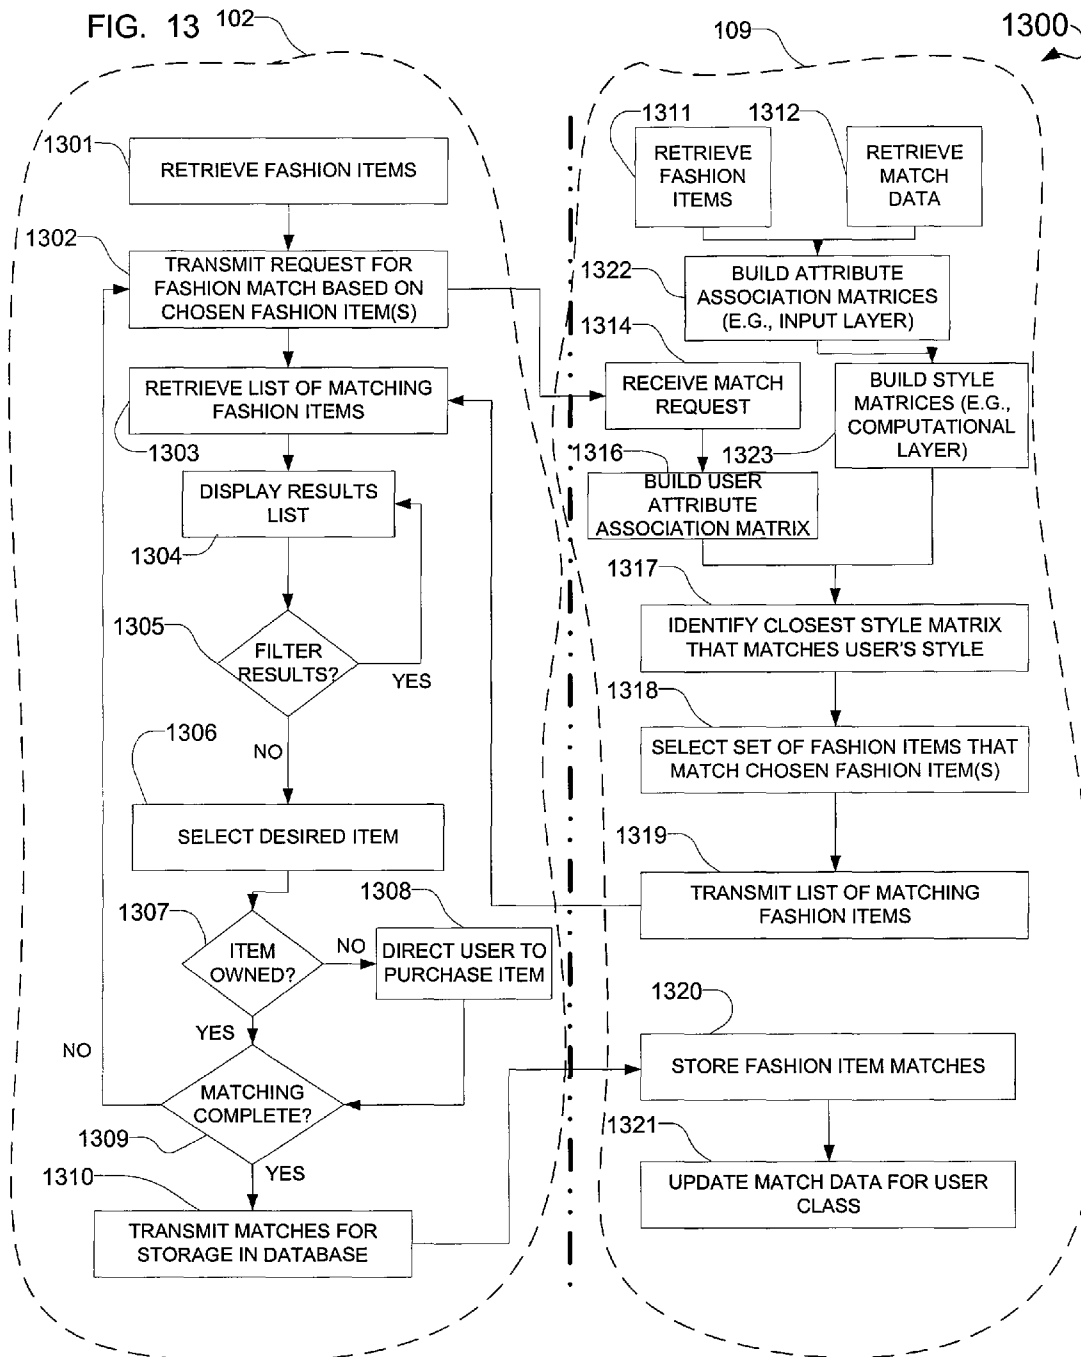 FIG. 13
102
109
1300
1301
RETRIEVE FASHION ITEMS
1302
TRANSMIT REQUEST FOR
FASHION MATCH BASED ON
CHOSEN FASHION ITEM(S)
RETRIEVE LIST OF MATCHING
FASHION ITEMS
1303
DISPLAY RESULTS
LIST
1304
1305
FILTER
RESULTS?
YES
NO
1306
SELECT DESIRED ITEM
1307
ITEM
OWNED?
NO
1308
DIRECT USER TO
PURCHASE ITEM
YES
NO
MATCHING
COMPLETE?
1309
YES
1310
TRANSMIT MATCHES FOR
STORAGE IN DATABASE
1311
RETRIEVE
FASHION
ITEMS
1312
RETRIEVE
MATCH
DATA
1322
BUILD ATTRIBUTE
ASSOCIATION MATRICES
(E.G., INPUT LAYER)
1314
RECEIVE MATCH
REQUEST
BUILD STYLE
MATRICES (E.G.,
COMPUTATIONAL
LAYER)
1323
1316
BUILD USER
ATTRIBUTE
ASSOCIATION MATRIX
1317
IDENTIFY CLOSEST STYLE MATRIX
THAT MATCHES USER'S STYLE
1318
SELECT SET OF FASHION ITEMS THAT
MATCH CHOSEN FASHION ITEM(S)
1319
TRANSMIT LIST OF MATCHING
FASHION ITEMS
1320
STORE FASHION ITEM MATCHES
1321
UPDATE MATCH DATA FOR USER
CLASS